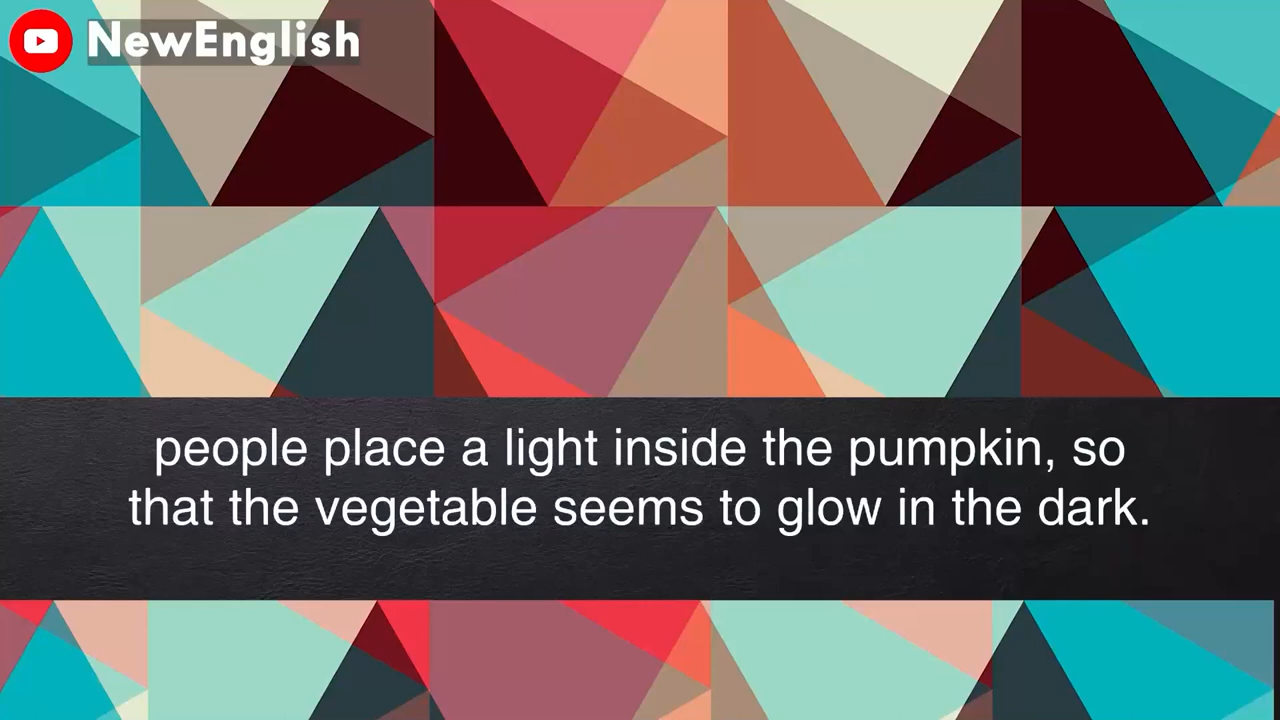 NewEnglish
people place a light inside the pumpkin, so
that the vegetable seems to glow in the dark.